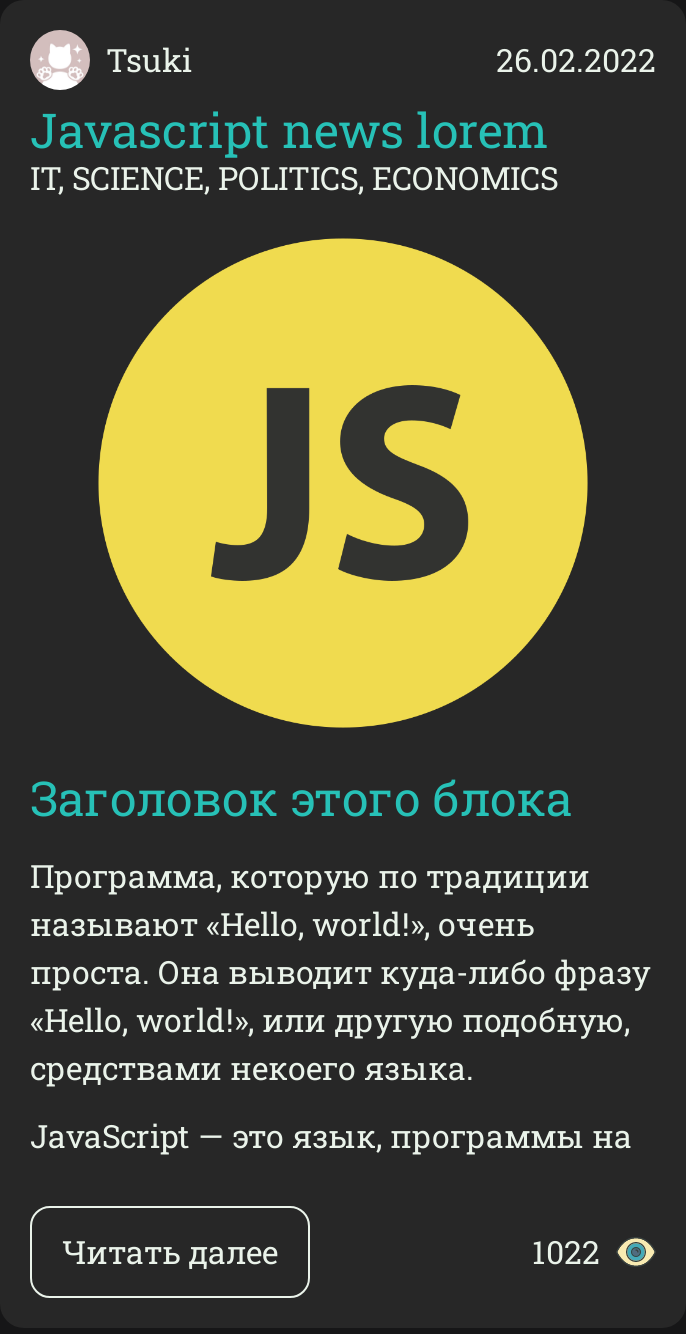 Tsuki 26.02.2022
Javascript news lorem
IT, SCIENCE, POLITICS, ECONOMICS
JS
Заголовок этого блока
Программа, которую по традиции
называют «Hello, world!», очень
проста. Она выводит куда-либо фразу
«Hello, world!», или другую подобную,
средствами некоего языка.
JavaScript — это язык, программы на
Читать далее 1022